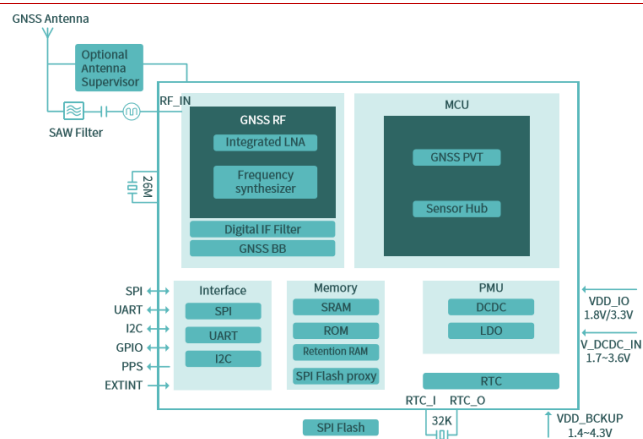 GNSS Antenna
Optional
Antenna
Supervisor
SAW Filter
RF_IN
26M
GNSS RF
Integrated LNA
Frequency
synthesizer
Digital IF Filter
GNSS BB
MCU
GNSS PVT
Sensor Hub
SPI
UART
I2C
GPIO
PPS
EXTINT
Interface
SPI
UART
I2C
Memory
SRAM
ROM
Retention RAM
SPI Flash proxy
PMU
DCDC
LDO
RTC
VDD_IO
1.8V/3.3V
V_DCDC_IN
1.7~3.6V
RTC_I
RTC_O
32K
SPI Flash
VDD_BCKUP
1.4~4.3V